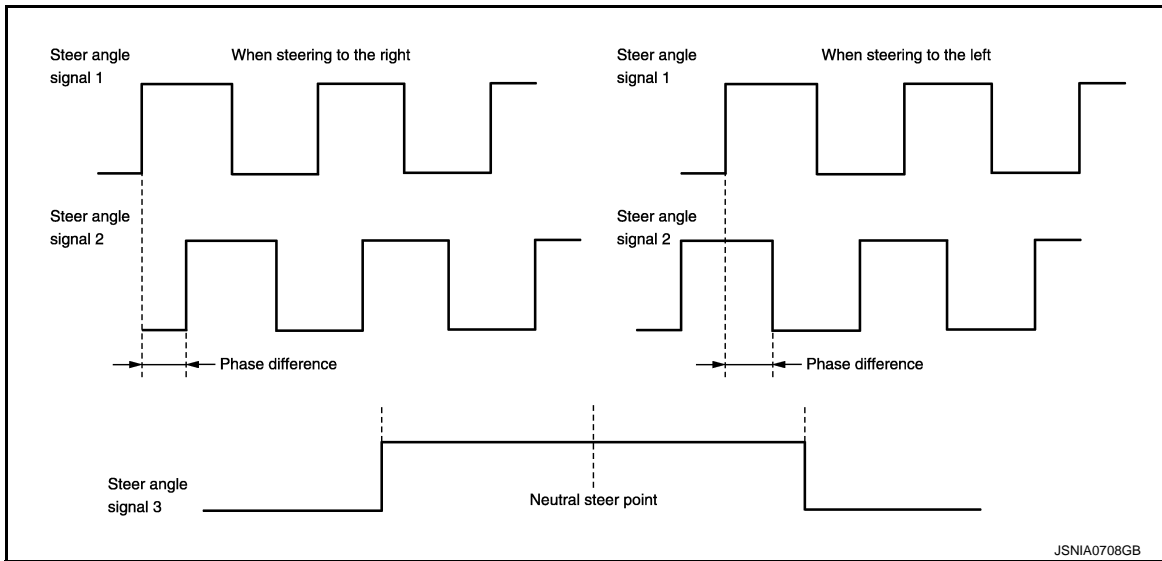 Steer angle
signal 1
When steering to the right
Steer angle
signal 1
When steering to the left
Steer angle
signal 2
Steer angle
signal 2
Phase difference
Phase difference
Steer angle
signal 3
Neutral steer point
JSNIA0708GB